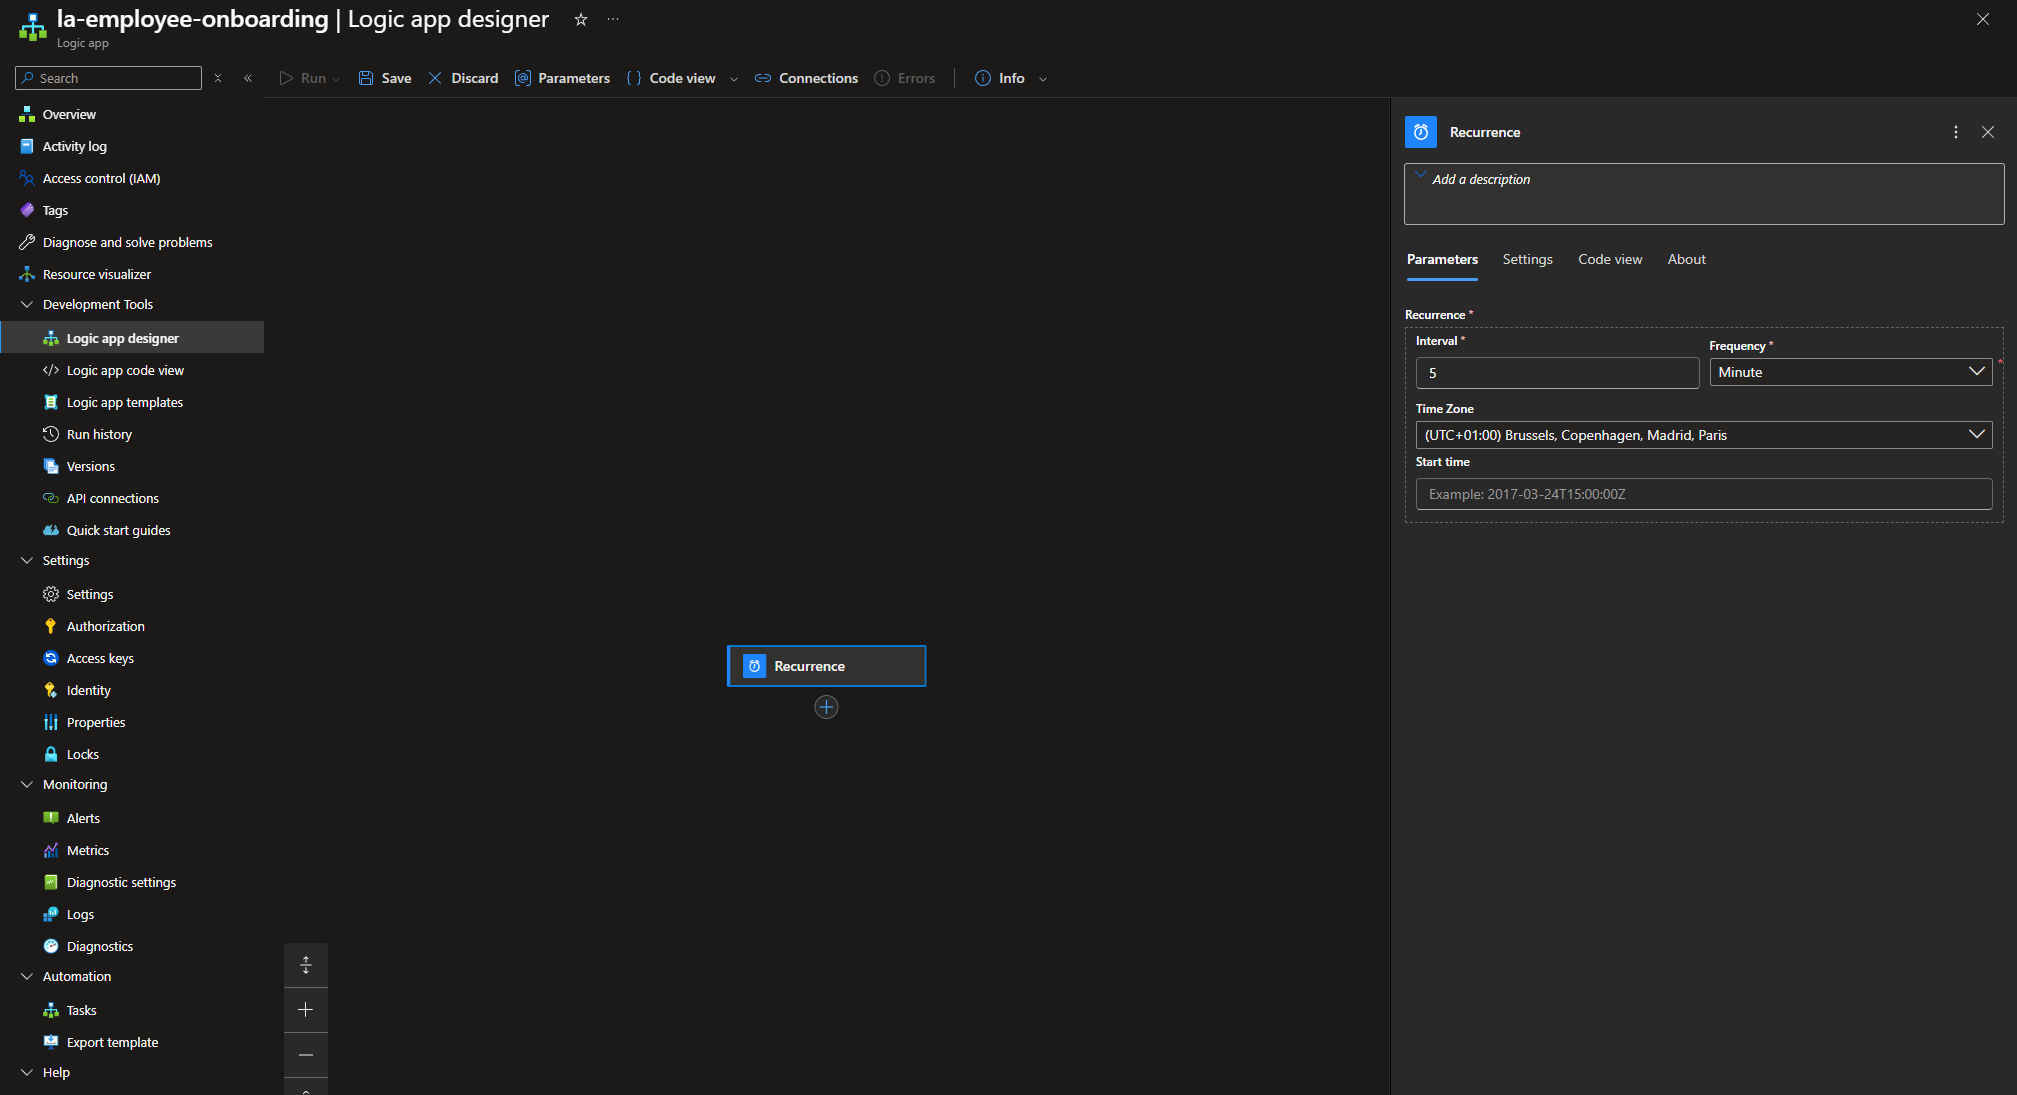 la-employee-onboarding | Logic app designer
Logic app
Search
Run
Save
Discard
Parameters
Code view
Connections
Errors
Info
Overview
Activity log
Access control (IAM)
Tags
Diagnose and solve problems
Resource visualizer
Development Tools
Logic app designer
Logic app code view
Logic app templates
Run history
Versions
API connections
Quick start guides
Settings
Settings
Authorization
Access keys
Identity
Properties
Locks
Monitoring
Alerts
Metrics
Diagnostic settings
Logs
Diagnostics
Automation
Tasks
Export template
Help
Recurrence
Recurrence
Add a description
Parameters
Settings
Code view
About
Recurrence *
Interval *
5
Frequency *
Minute
*
Time Zone
(UTC+01:00) Brussels, Copenhagen, Madrid, Paris
Start time
Example: 2017-03-24T15:00:00Z